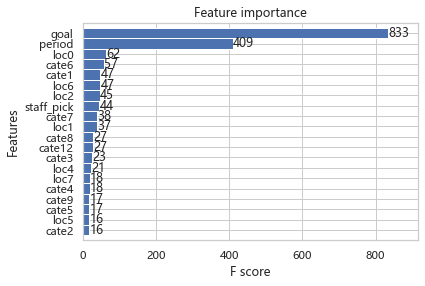 Feature importance
Features
goal 833
period 409
loc0 62
cate6 57
cate1 47
loc6 47
loc2 45
staff_pick 44
cate7 38
loc1 37
cate8 27
cate12 27
cate3 23
loc4 21
loc7 18
cate4 18
cate9 17
cate5 17
loc5 16
cate2 16
0 200 400 600 800
F score